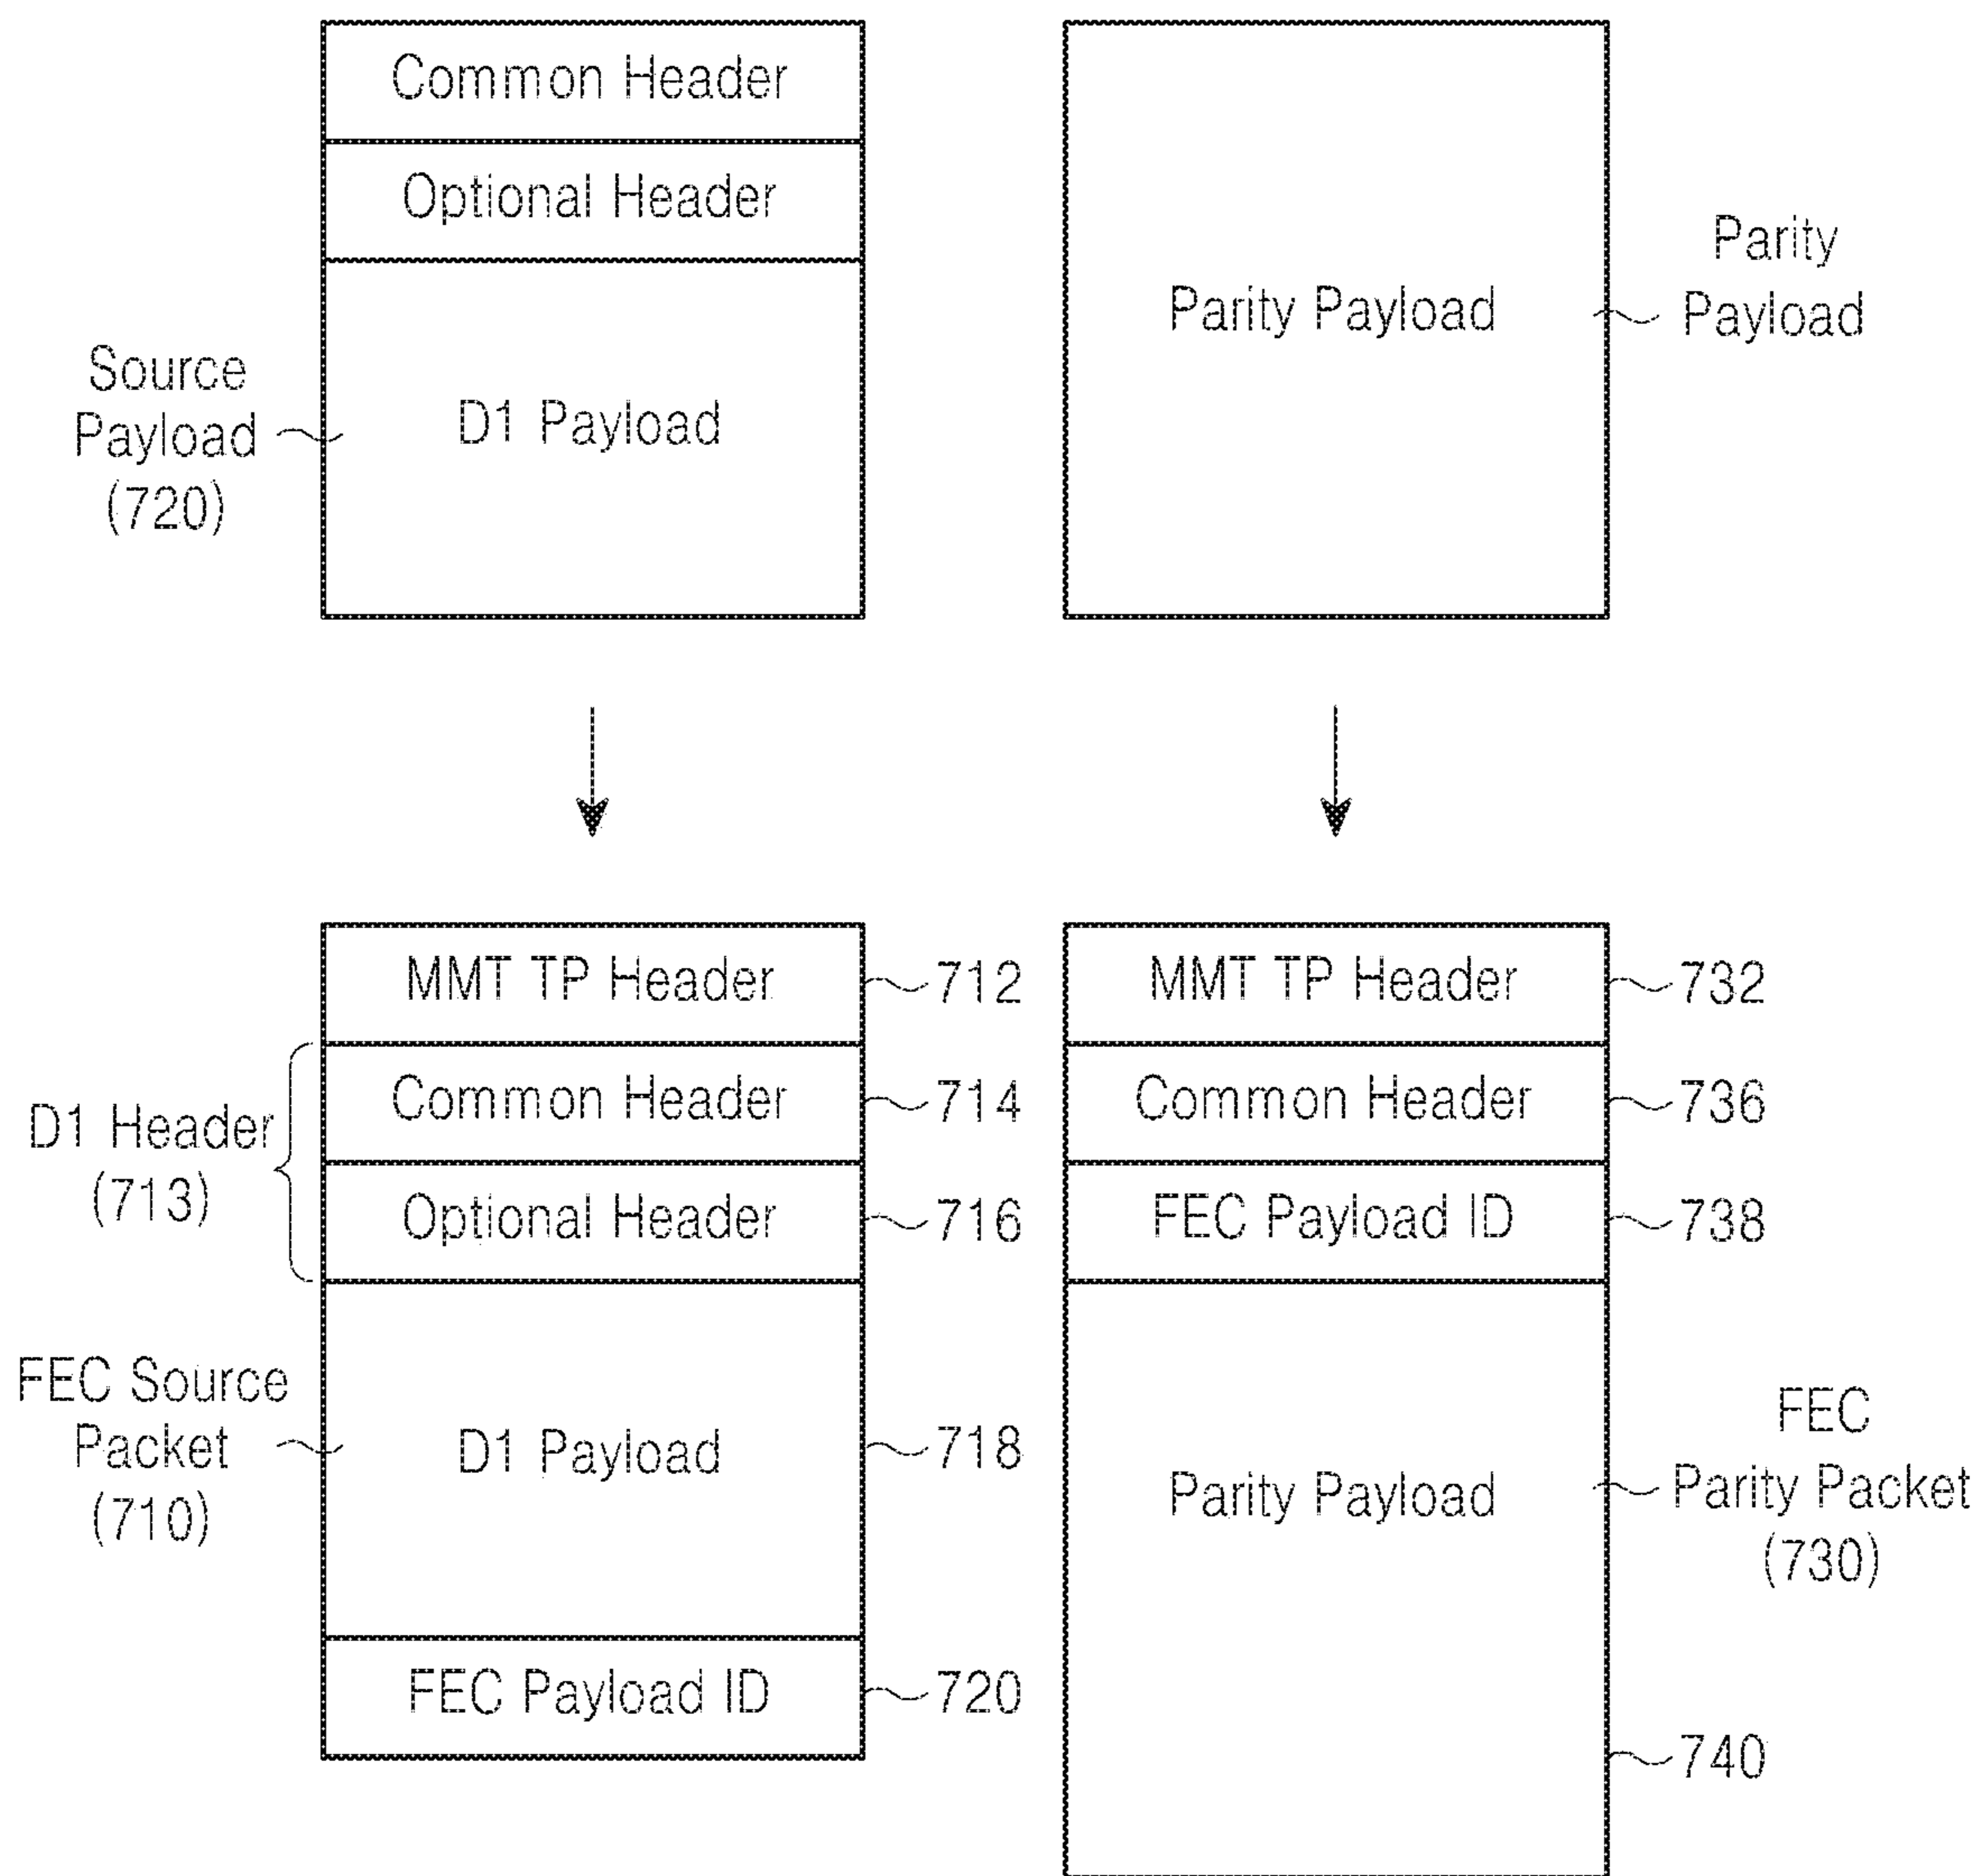 Common Header
Optional Header
D1 Payload
Source
Payload
(720)
Parity Payload
Parity
Payload
MMT TP Header
712
Common Header
714
Optional Header
716
D1 Header
(713)
D1 Payload
718
FEC Source
Packet
(710)
FEC Payload ID
720
MMT TP Header
732
Common Header
736
FEC Payload ID
738
Parity Payload
FEC
Parity Packet
(730)
740